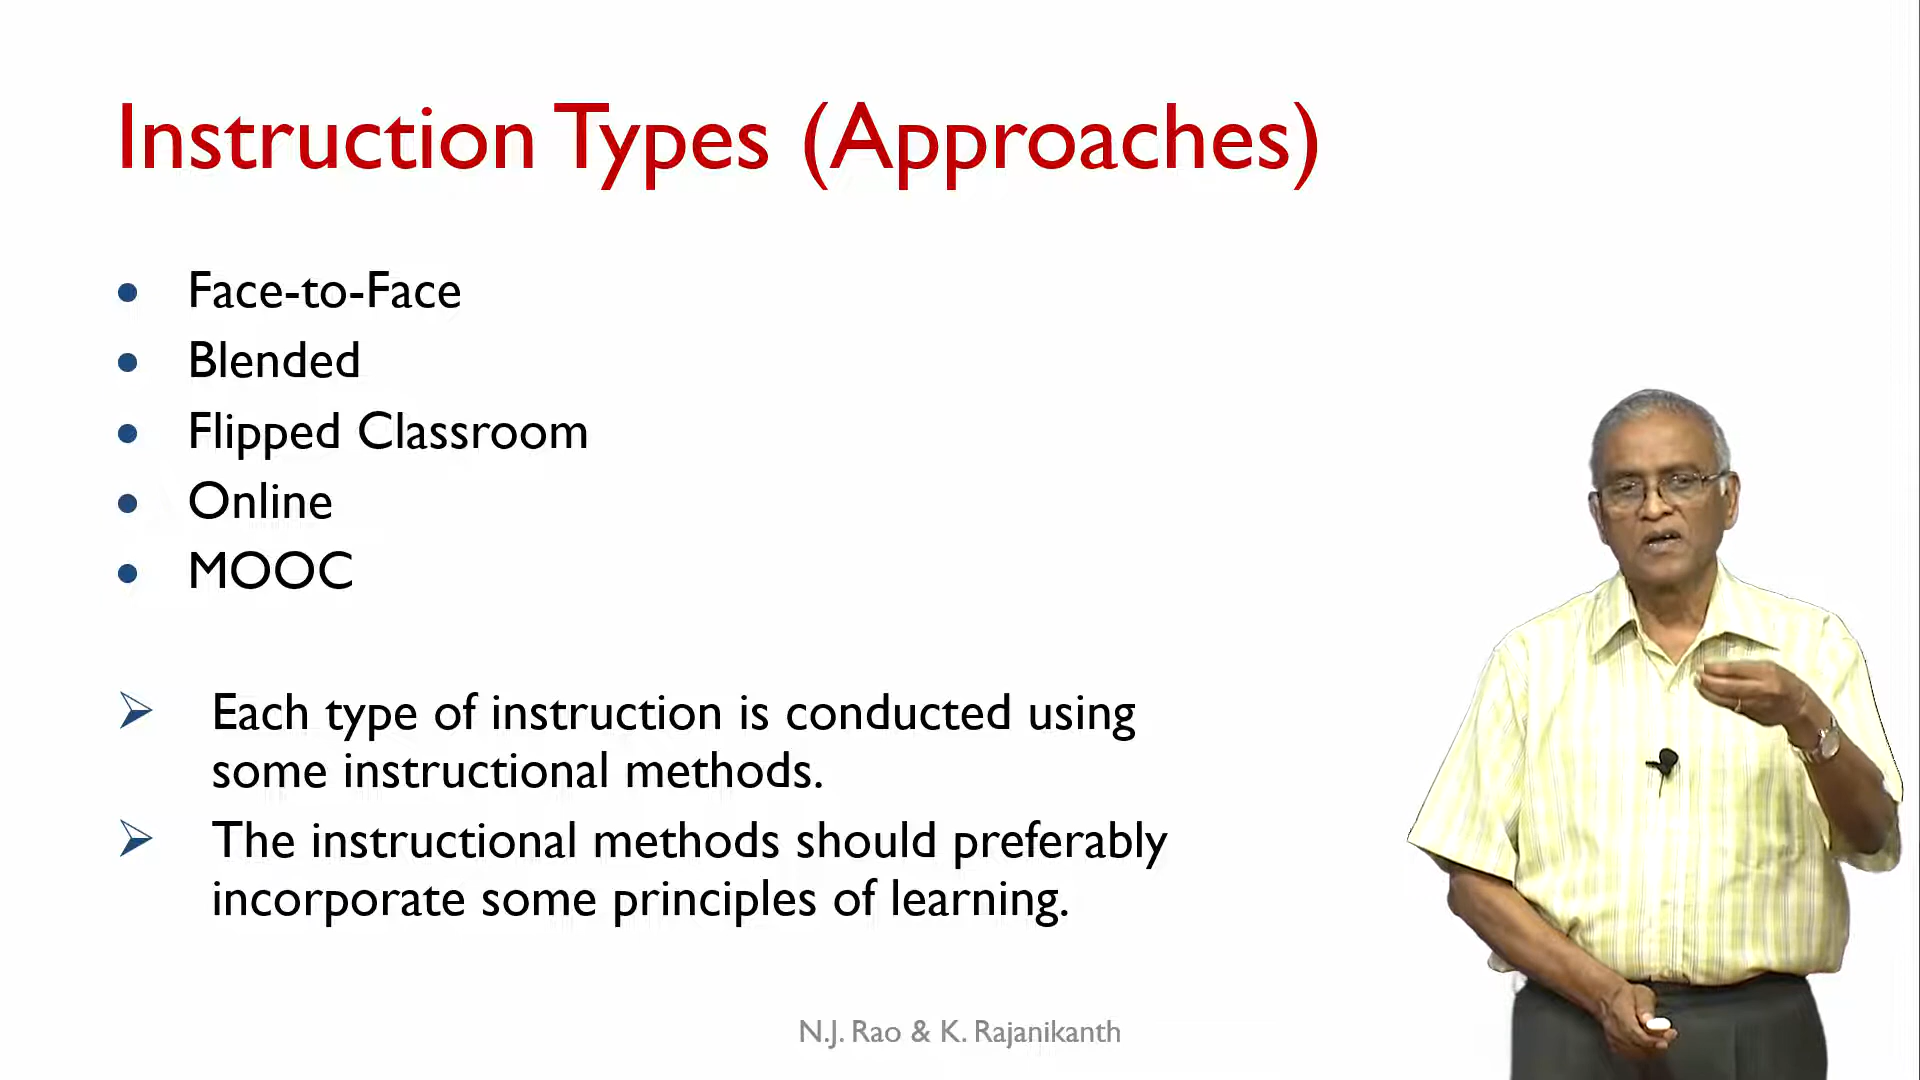 Instruction Types (Approaches)
Face-to-Face
Blended
Flipped Classroom
Online
MOOC
Each type of instruction is conducted using
some instructional methods.
The instructional methods should preferably
incorporate some principles of learning.
N.J. Rao & K. Rajanikanth